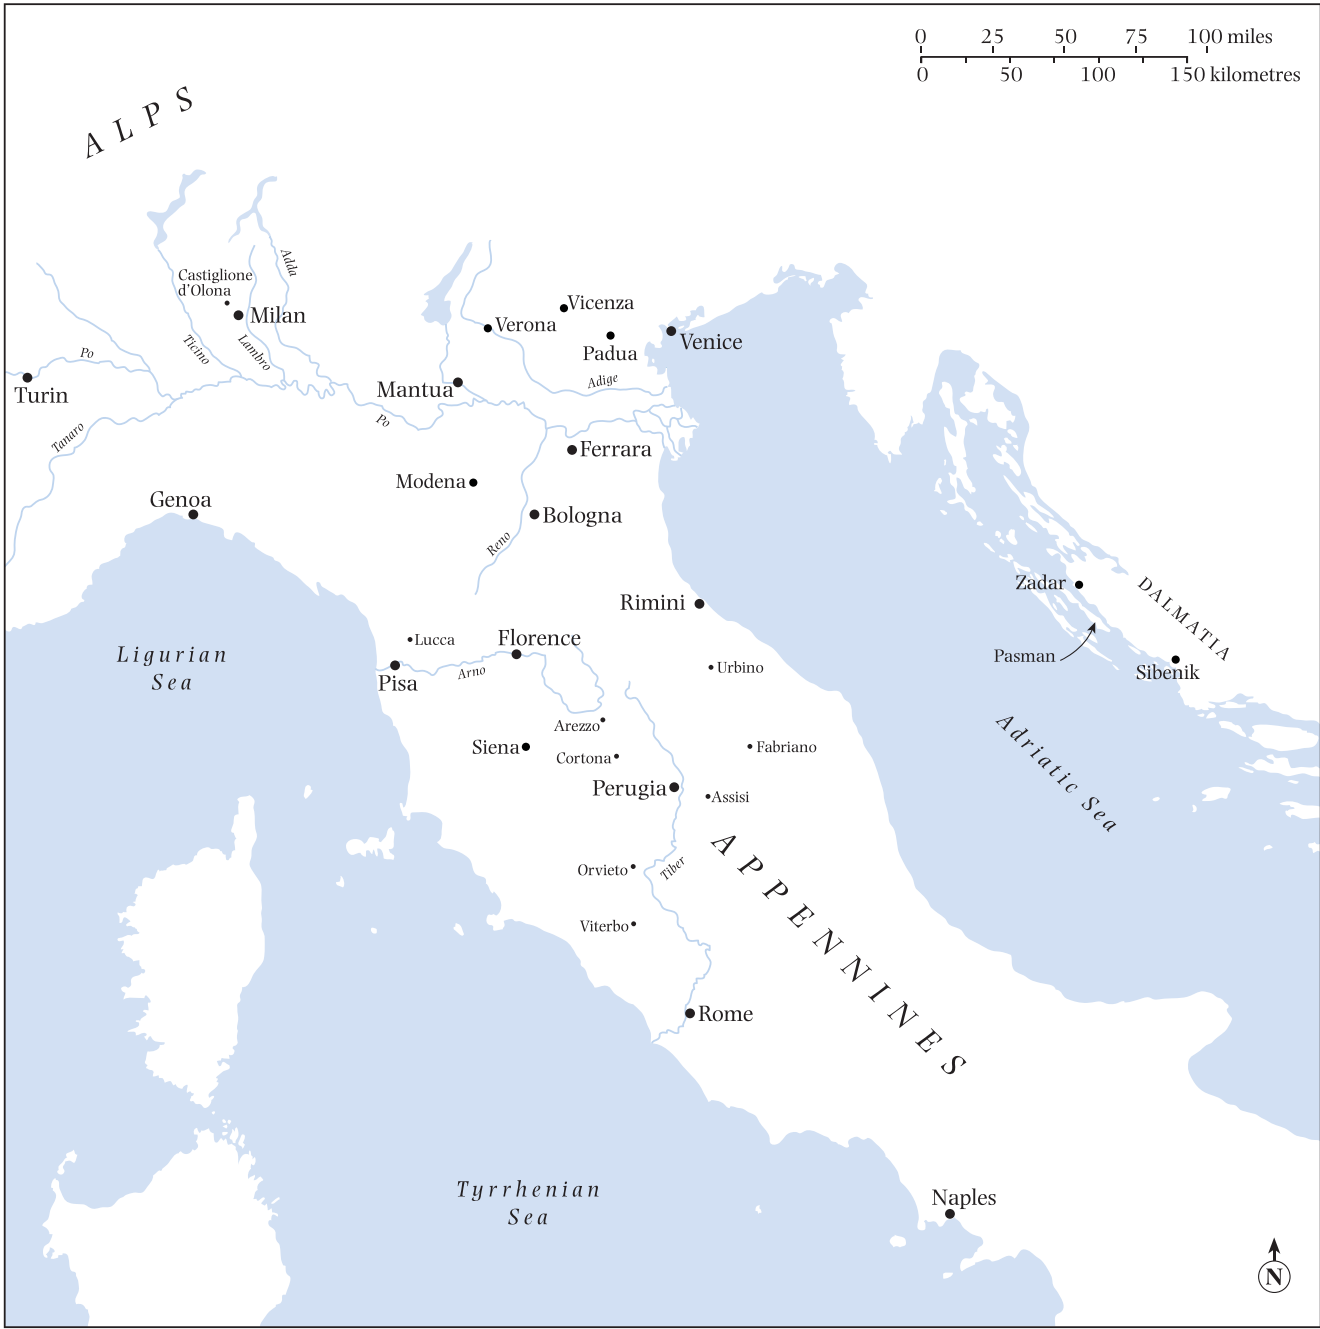 0 25 50 75 100 miles
0 50 100 150 kilometres
ALPS
Adda
Castiglione
d'Olona
Milan
Vicenza
Verona
Venice
Padua
Ticino
Lambro
Po
Turin
Mantua
Adige
Po
Tanaro
Ferrara
Modena
Genoa
Bologna
Reno
Zadar
DALMATIA
Rimini
Lucca
Florence
Ligurian
Sea
Pasman
Urbino
Arno
Sibenik
Pisa
Arezzo
Siena
Fabriano
Cortona
Adriatic Sea
Perugia
Assisi
APPENNINES
Orvieto
Tiber
Viterbo
Rome
Tyrrhenian
Sea
Naples
N